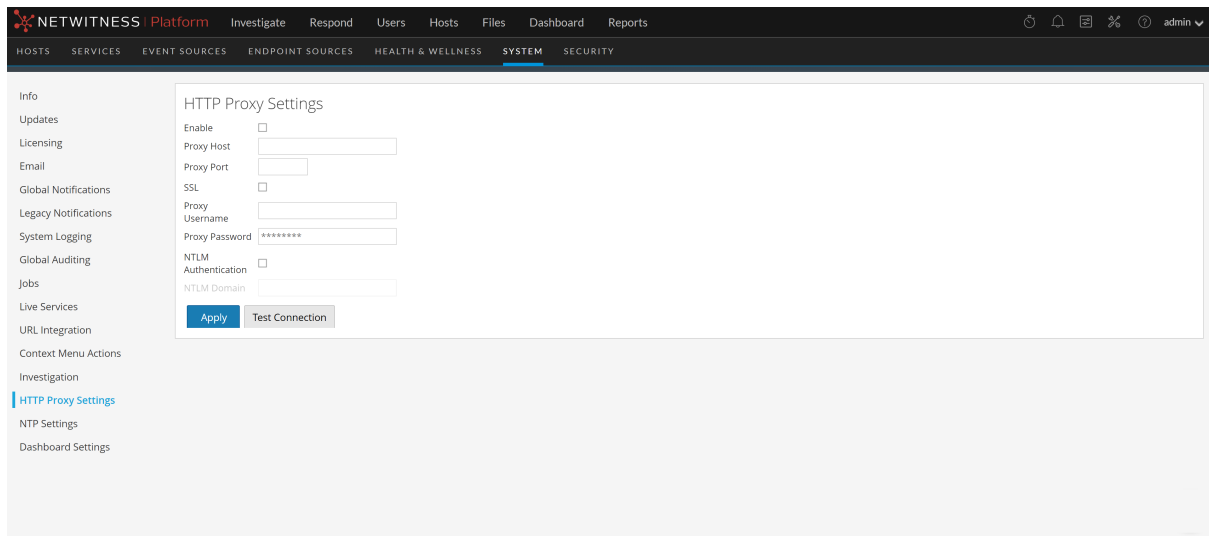 NETWITNESS | Platform Investigate Respond Users Hosts Files Dashboard Reports admin
HOSTS SERVICES EVENT SOURCES ENDPOINT SOURCES HEALTH & WELLNESS SYSTEM SECURITY
Info
Updates
Licensing
Email
Global Notifications
Legacy Notifications
System Logging
Global Auditing
Jobs
Live Services
URL Integration
Context Menu Actions
Investigation
HTTP Proxy Settings
NTP Settings
Dashboard Settings
HTTP Proxy Settings
Enable
Proxy Host
Proxy Port
SSL
Proxy
Username
Proxy Password ********
NTLM
Authentication
NTLM Domain
Apply Test Connection